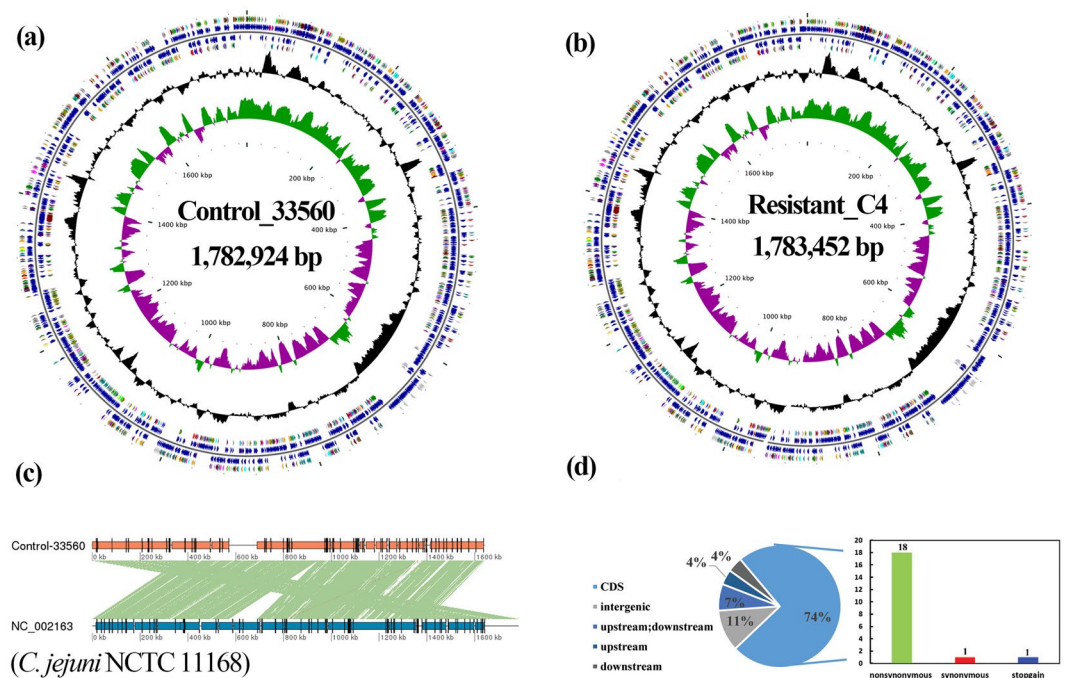 (a)
Control_33560
1,782,924 bp
200 kbp
400 kbp
600 kbp
800 kbp
1000 kbp
1200 kbp
1400 kbp
1600 kbp
(b)
Resistant_C4
1,783,452 bp
200 kbp
400 kbp
600 kbp
800 kbp
1000 kbp
1200 kbp
1400 kbp
1600 kbp
(c)
Control-33560
0 kb 200 kb 400 kb 600 kb 800 kb 1000 kb 1200 kb 1400 kb 1600 kb
NC_002163
0 kb 200 kb 400 kb 600 kb 800 kb 1000 kb 1200 kb 1400 kb 1600 kb
(C. jejuni NCTC 11168)
(d)
CDS
intergenic
upstream;downstream
upstream
downstream
4%
4%
7%
11%
74%
20
18
16
14
12
10
8
6
4
2
0
18
1
1
nonsynonymous synonymous stopgain